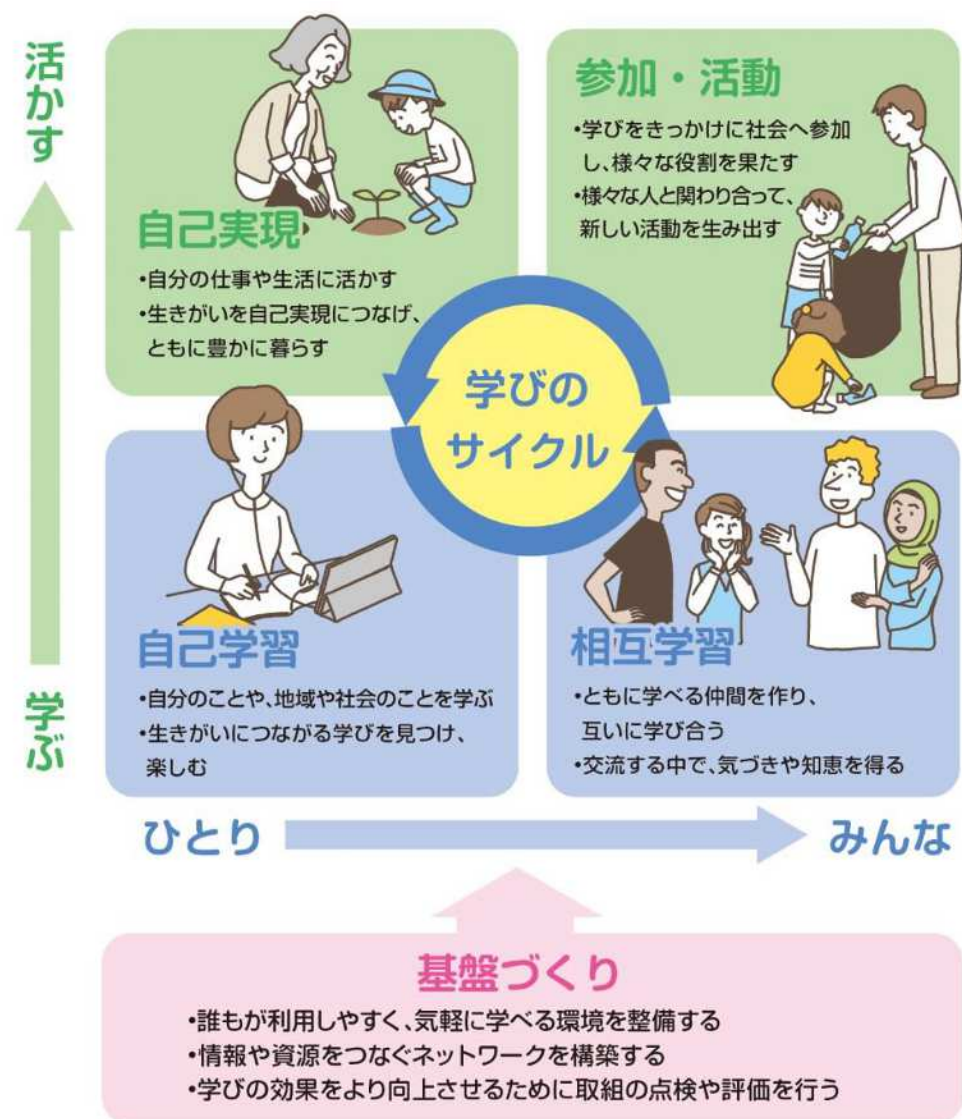 活かす
学ぶ
自己実現
・自分の仕事や生活に活かす
・生きがいを自己実現につなげ、
ともに豊かに暮らす
参加・活動
・学びをきっかけに社会へ参加
し、様々な役割を果たす
・様々な人と関わり合って、
新しい活動を生み出す
学びの
サイクル
自己学習
・自分のことや、地域や社会のことを学ぶ
・生きがいにつながる学びを見つけ、
楽しむ
相互学習
・ともに学べる仲間を作り、
互いに学び合う
・交流する中で、気づきや知恵を得る
ひとり
みんな
基盤づくり
・誰もが利用しやすく、気軽に学べる環境を整備する
・情報や資源をつなぐネットワークを構築する
・学びの効果をより向上させるために取組の点検や評価を行う